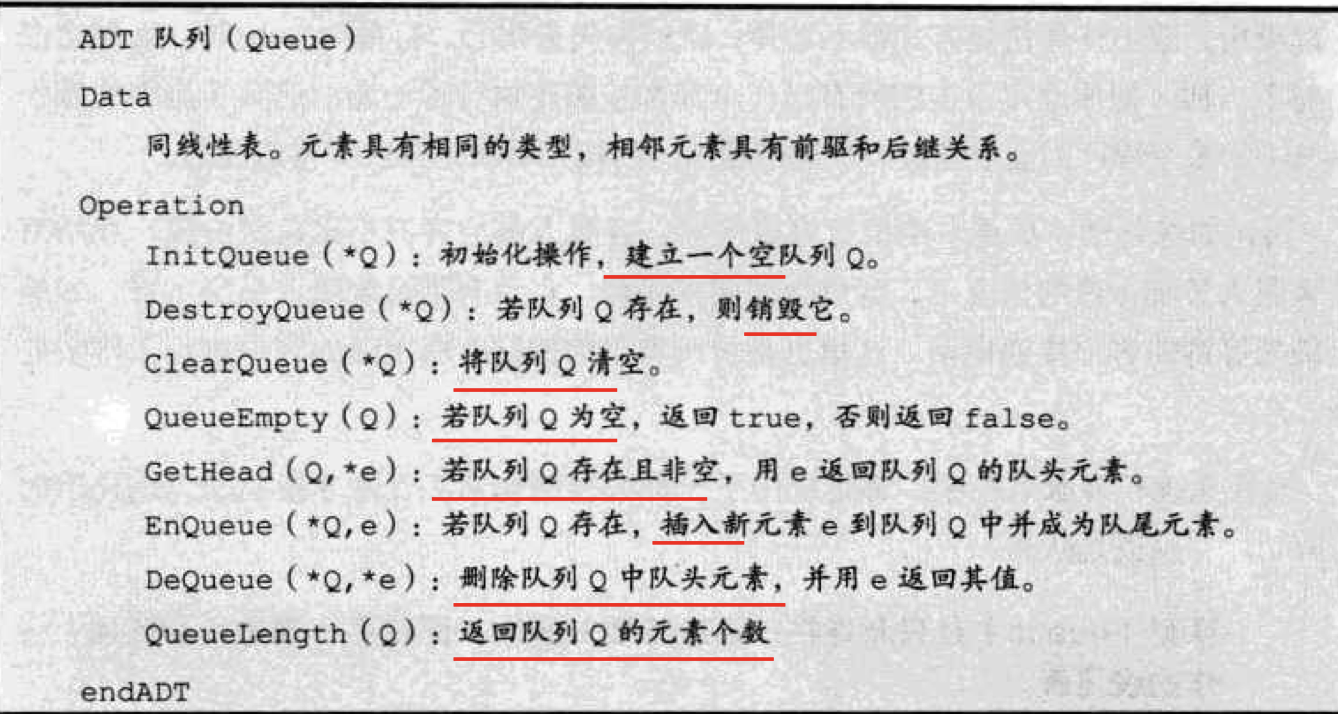 ADT 队列(Queue)
Data
同线性表。元素具有相同的类型,相邻元素具有前驱和后继关系。
Operation
InitQueue(*Q):初始化操作,建立一个空队列 Q。
DestroyQueue(*Q):若队列 Q 存在,则销毁它。
ClearQueue(*Q):将队列 Q 清空。
QueueEmpty(Q):若队列 Q 为空,返回 true,否则返回 false。
GetHead(Q,*e):若队列 Q 存在且非空,用 e 返回队列 Q 的队头元素。
EnQueue(*Q,e):若队列 Q 存在,插入新元素 e 到队列 Q 中并成为队尾元素。
DeQueue(*Q,*e):删除队列 Q 中队头元素,并用 e 返回其值。
QueueLength(Q):返回队列 Q 的元素个数
endADT